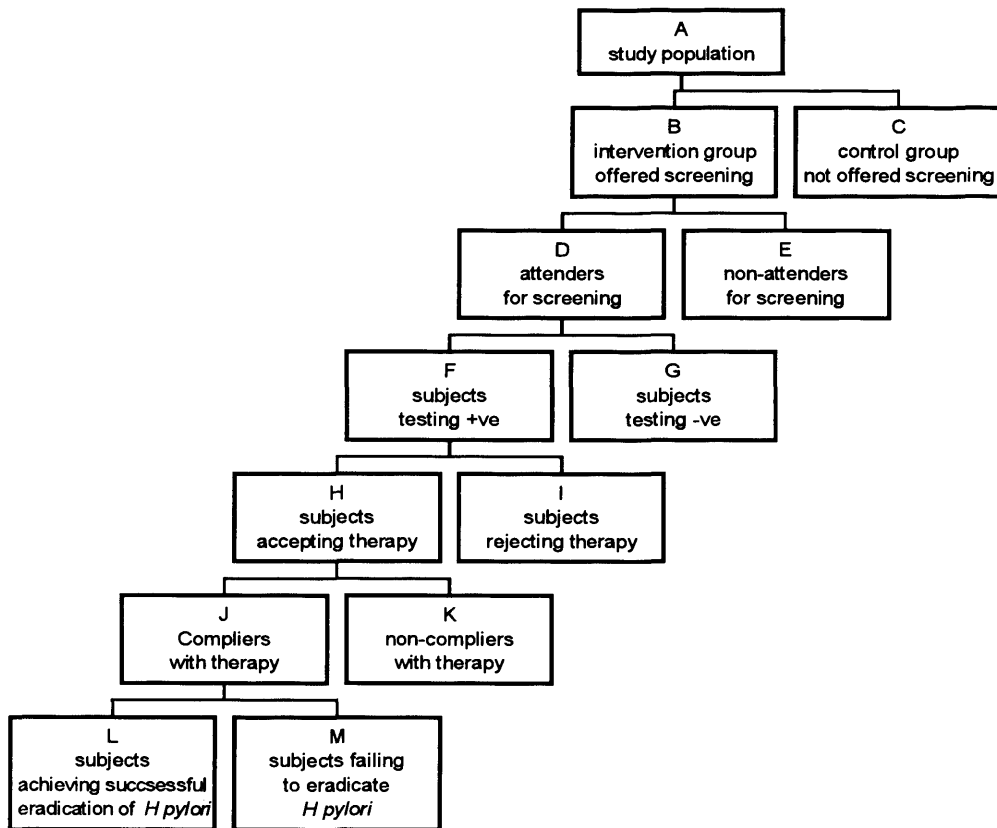 A
study population
B
intervention group
offered screening
C
control group
not offered screening
D
attenders
for screening
E
non-attenders
for screening
F
subjects
testing +ve
G
subjects
testing -ve
H
subjects
accepting therapy
I
subjects
rejecting therapy
J
Compliers
with therapy
K
non-compliers
with therapy
L
subjects
achieving succsessful
eradication of H pylori
M
subjects failing
to eradicate
H pylori